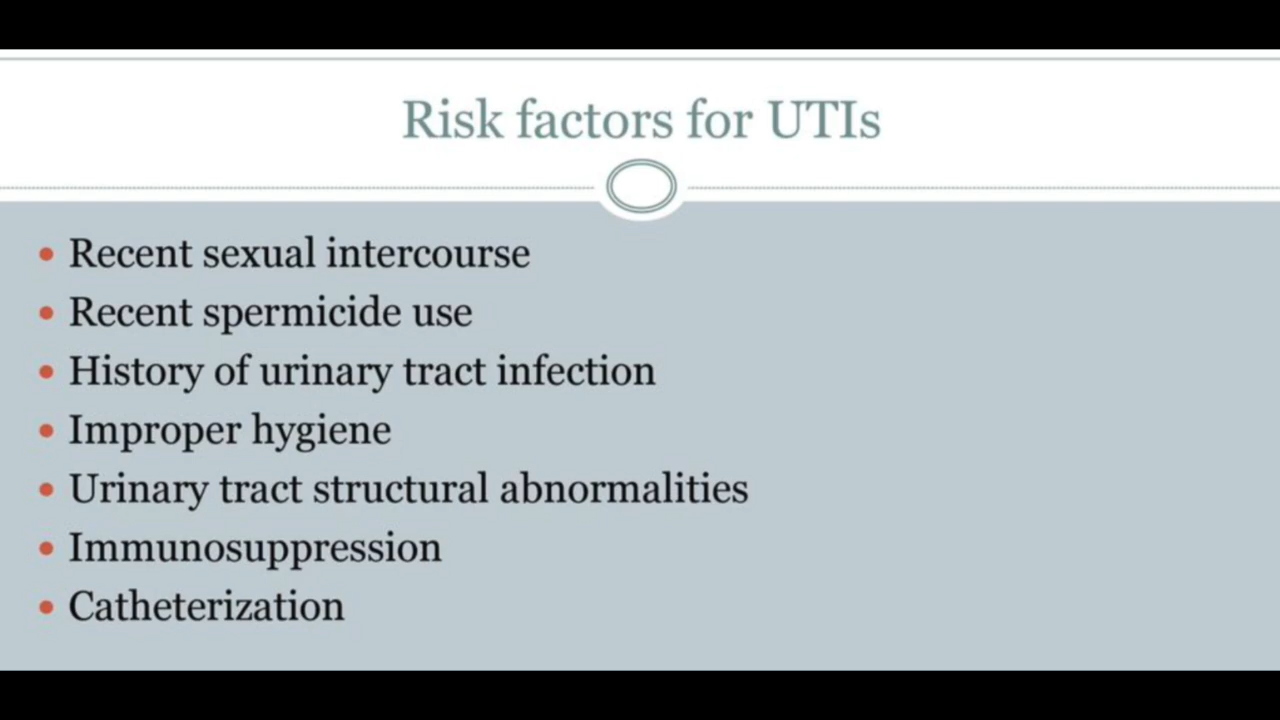 Risk factors for UTIs
• Recent sexual intercourse
• Recent spermicide use
• History of urinary tract infection
• Improper hygiene
• Urinary tract structural abnormalities
• Immunosuppression
• Catheterization